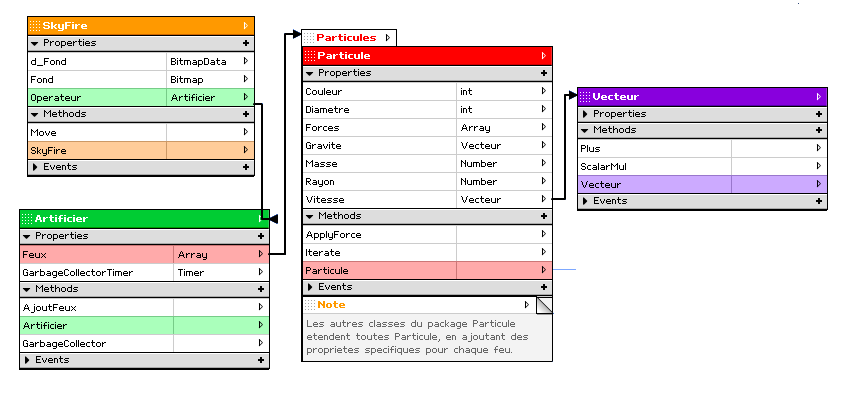 SkyFire
Properties
d_Fond BitmapData
Fond Bitmap
Operateur Artificier
Methods
Move
SkyFire
Events
Artificier
Properties
Feux Array
GarbageCollectorTimer Timer
Methods
AjoutFeux
Artificier
GarbageCollector
Events
Particules
Particule
Properties
Couleur int
Diametre int
Forces Array
Gravite Vecteur
Masse Number
Rayon Number
Vitesse Vecteur
Methods
ApplyForce
Iterate
Particule
Events
Note
Les autres classes du package Particule
etendent toutes Particule, en ajoutant des
proprietes specifiques pour chaque feu.
Vecteur
Properties
Methods
Plus
ScalarMul
Vecteur
Events